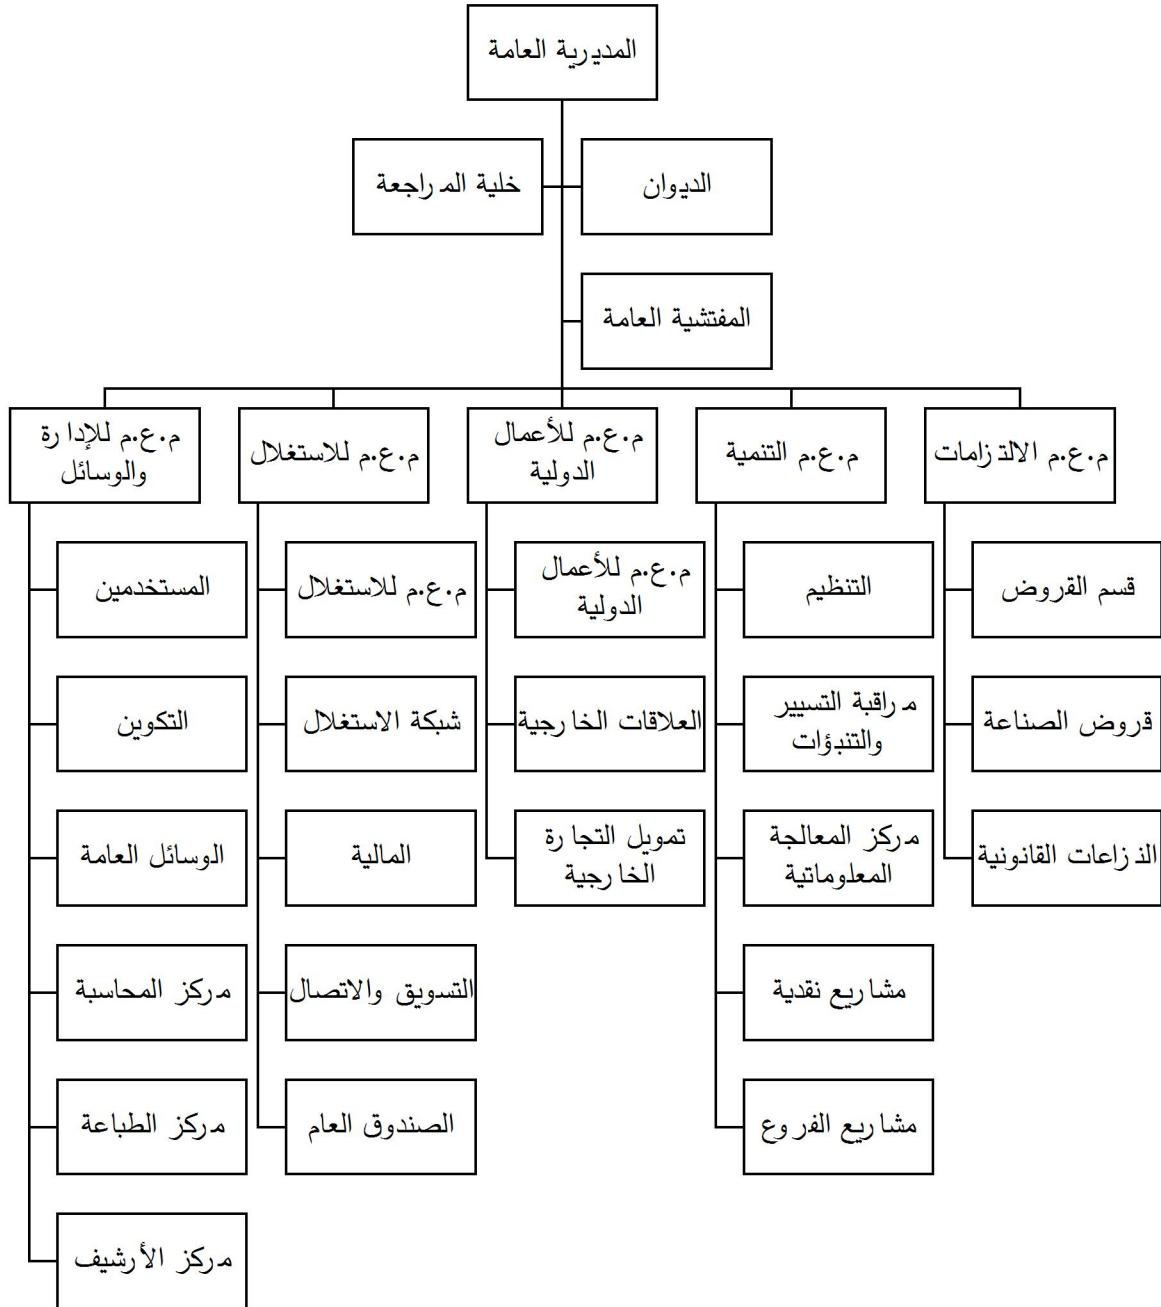 المديرية العامة
الديوان
خلية المراجعة
المفتشية العامة
م.ع.م الالتزامات
م.ع.م التنمية
م.ع.م للأعمال
الدولية
م.ع.م للاستغلال
م.ع.م للإدارة
والوسائل
قسم القروض
قروض الصناعة
النزاعات القانونية
التنظيم
مراقبة التسيير
والتنبؤات
مركز المعالجة
المعلوماتية
مشاريع نقدية
مشاريع الفروع
م.ع.م للأعمال
الدولية
العلاقات الخارجية
تمويل التجارة
الخارجية
م.ع.م للاستغلال
شبكة الاستغلال
المالية
التسويق والاتصال
الصندوق العام
المستخدمين
التكوين
الوسائل العامة
مركز المحاسبة
مركز الطباعة
مركز الأرشيف